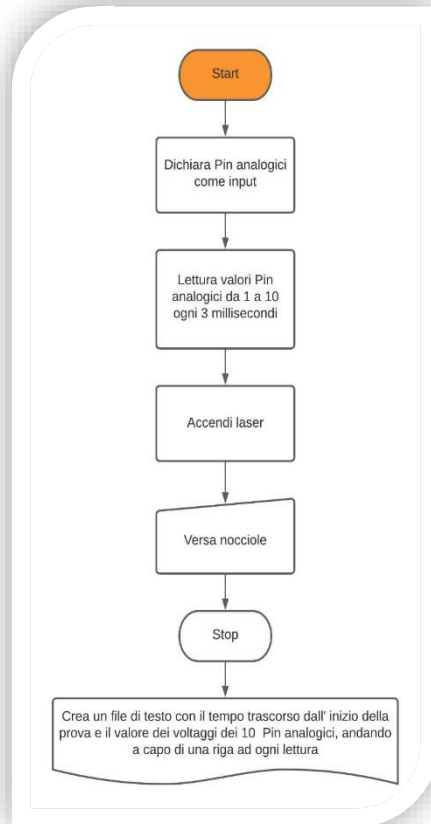 Start
Dichiara Pin analogici
come input
Lettura valori Pin
analogici da 1 a 10
ogni 3 millisecondi
Accendi laser
Versa nocciole
Stop
Crea un file di testo con il tempo trascorso dall' inizio della
prova e il valore dei voltaggi dei 10 Pin analogici, andando
a capo di una riga ad ogni lettura